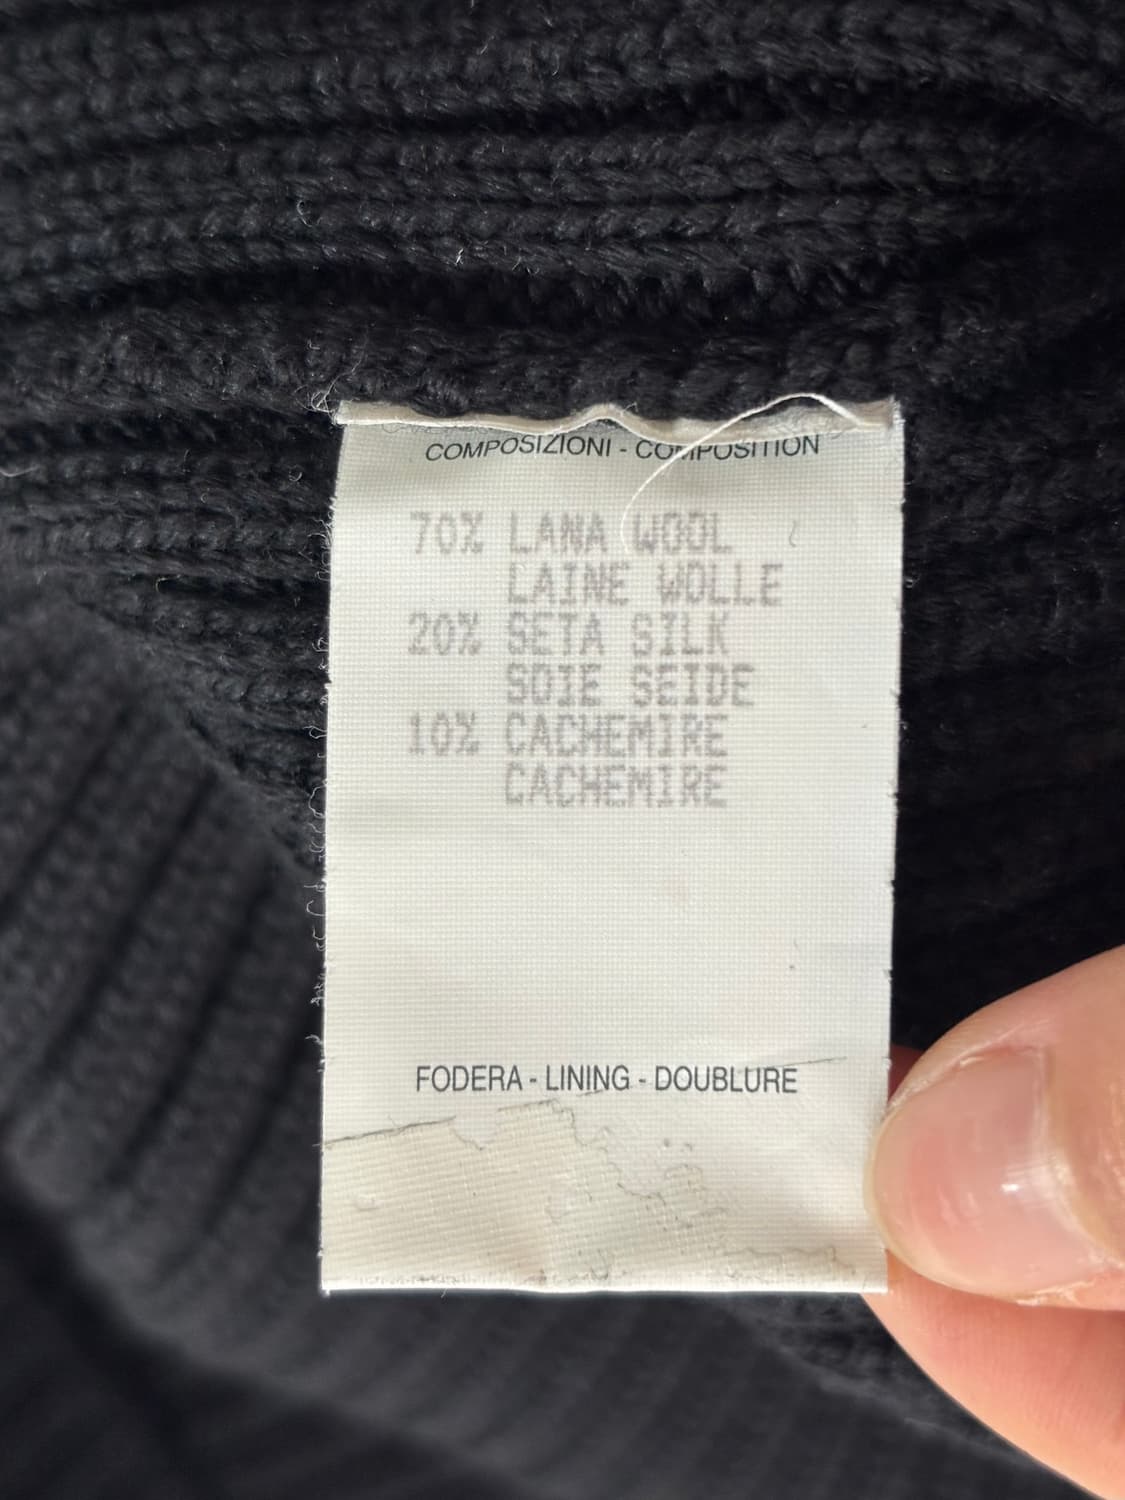 COMPOSIZIONI - COMPOSITION
70% LANA WOOL
LAINE WOLLE
20% SETA SILK
SOIE SEIDE
10% CACHEMIRE
CACHEMIRE
FODERA - LINING - DOUBLURE